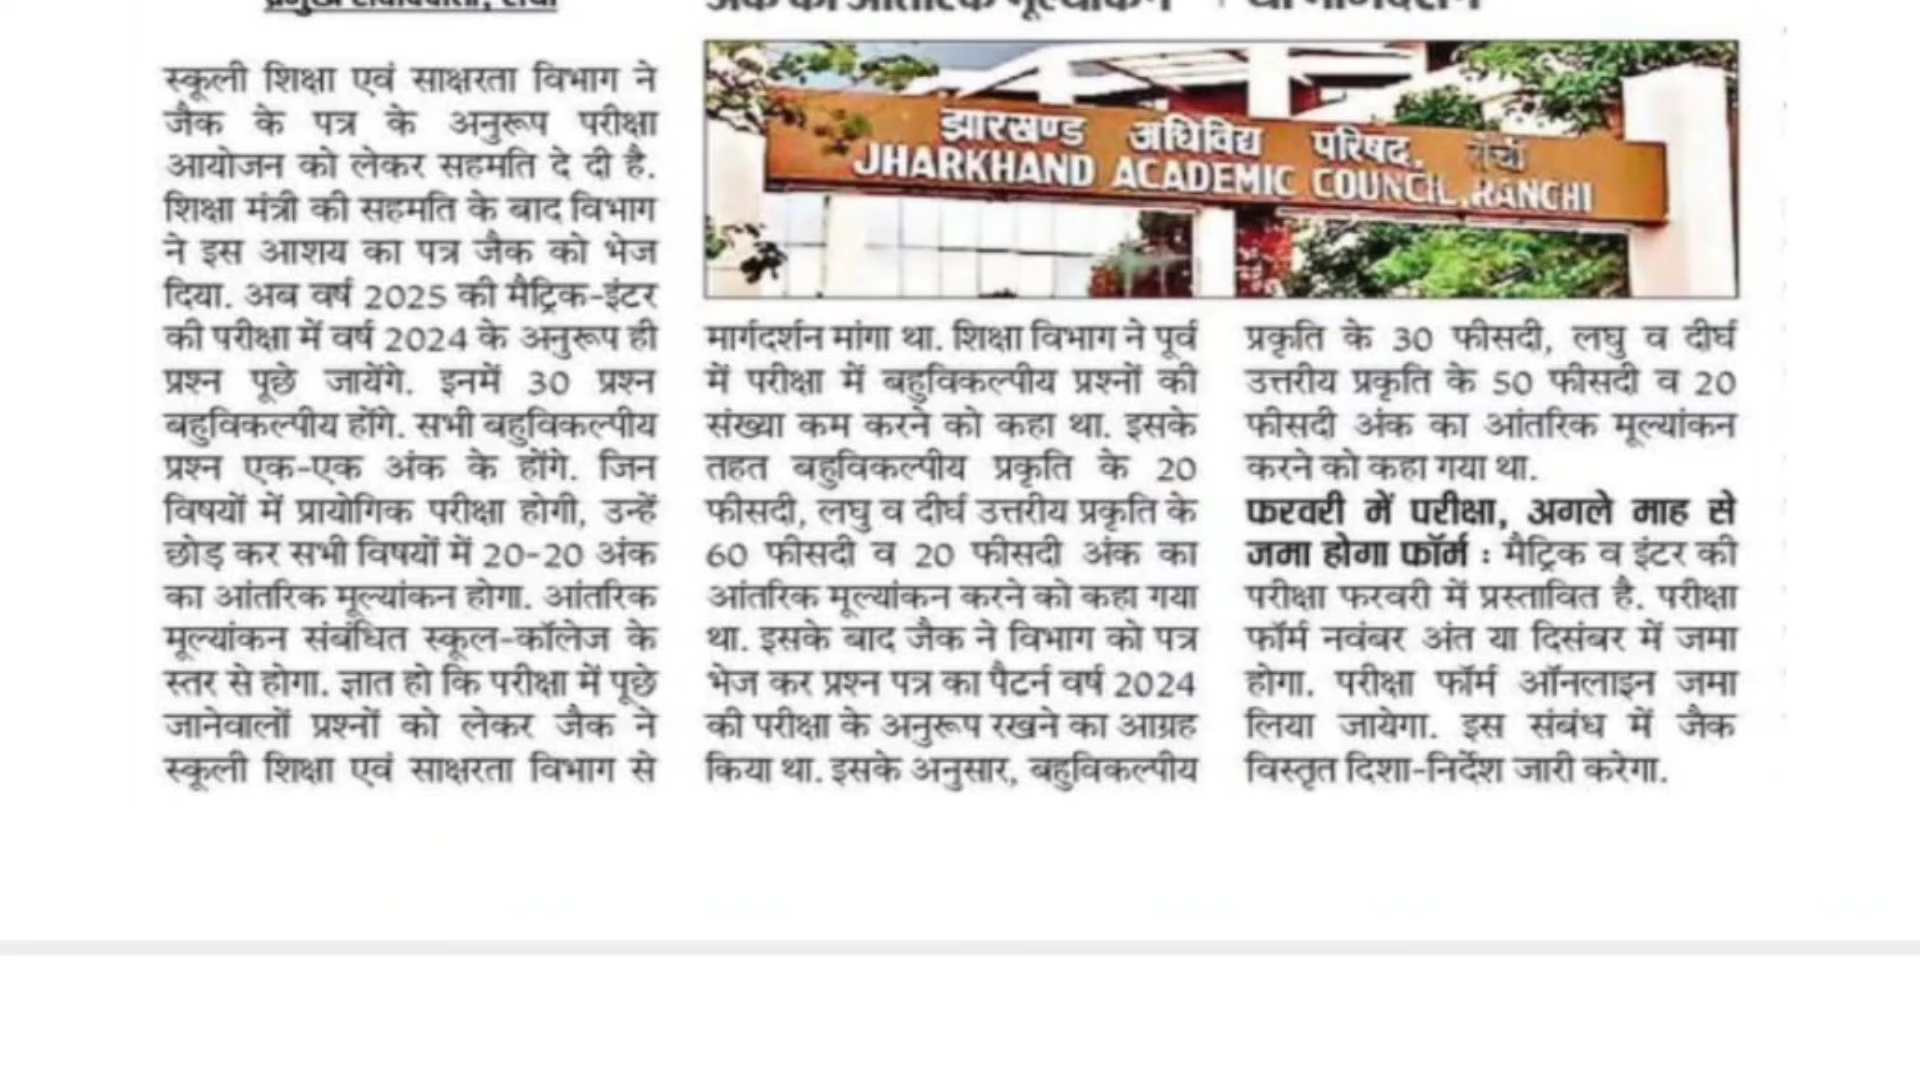 स्कूली शिक्षा एवं साक्षरता विभाग ने
जैक के पत्र के अनुरूप परीक्षा
आयोजन को लेकर सहमति दे दी है.
शिक्षा मंत्री की सहमति के बाद विभाग
ने इस आशय का पत्र जैक को भेज
दिया. अब वर्ष 2025 की मैट्रिक-इंटर
की परीक्षा में वर्ष 2024 के अनुरूप ही
प्रश्न पूछे जायेंगे. इनमें 30 प्रश्न
बहुविकल्पीय होंगे. सभी बहुविकल्पीय
प्रश्न एक-एक अंक के होंगे. जिन
विषयों में प्रायोगिक परीक्षा होगी, उन्हें
छोड़ कर सभी विषयों में 20-20 अंक
का आंतरिक मूल्यांकन होगा. आंतरिक
मूल्यांकन संबंधित स्कूल-कॉलेज के
स्तर से होगा. ज्ञात हो कि परीक्षा में पूछे
जानेवालों प्रश्नों को लेकर जैक ने
स्कूली शिक्षा एवं साक्षरता विभाग से
झारखण्ड अधिविद्य परिषद, रांची
JHARKHAND ACADEMIC COUNCIL, RANCHI
मार्गदर्शन मांगा था. शिक्षा विभाग ने पूर्व
में परीक्षा में बहुविकल्पीय प्रश्नों की
संख्या कम करने को कहा था. इसके
तहत बहुविकल्पीय प्रकृति के 20
फीसदी, लघु व दीर्घ उत्तरीय प्रकृति के
60 फीसदी व 20 फीसदी अंक का
आंतरिक मूल्यांकन करने को कहा गया
था. इसके बाद जैक ने विभाग को पत्र
भेज कर प्रश्न पत्र का पैटर्न वर्ष 2024
की परीक्षा के अनुरूप रखने का आग्रह
किया था. इसके अनुसार, बहुविकल्पीय
प्रकृति के 30 फीसदी, लघु व दीर्घ
उत्तरीय प्रकृति के 50 फीसदी व 20
फीसदी अंक का आंतरिक मूल्यांकन
करने को कहा गया था.
फरवरी में परीक्षा, अगले माह से
जमा होगा फॉर्म : मैट्रिक व इंटर की
परीक्षा फरवरी में प्रस्तावित है. परीक्षा
फॉर्म नवंबर अंत या दिसंबर में जमा
होगा. परीक्षा फॉर्म ऑनलाइन जमा
लिया जायेगा. इस संबंध में जैक
विस्तृत दिशा-निर्देश जारी करेगा.